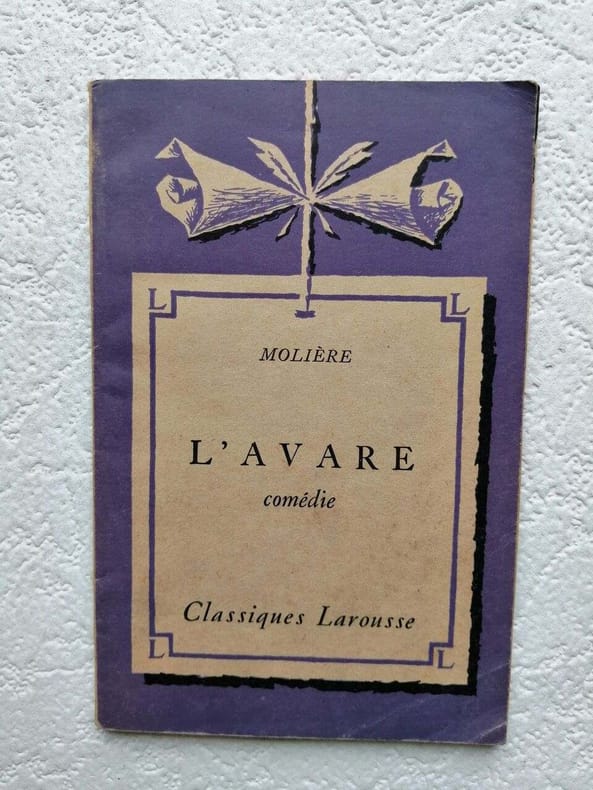 L L
MOLIÈRE
L'AVARE
comédie
Classiques Larousse
L L